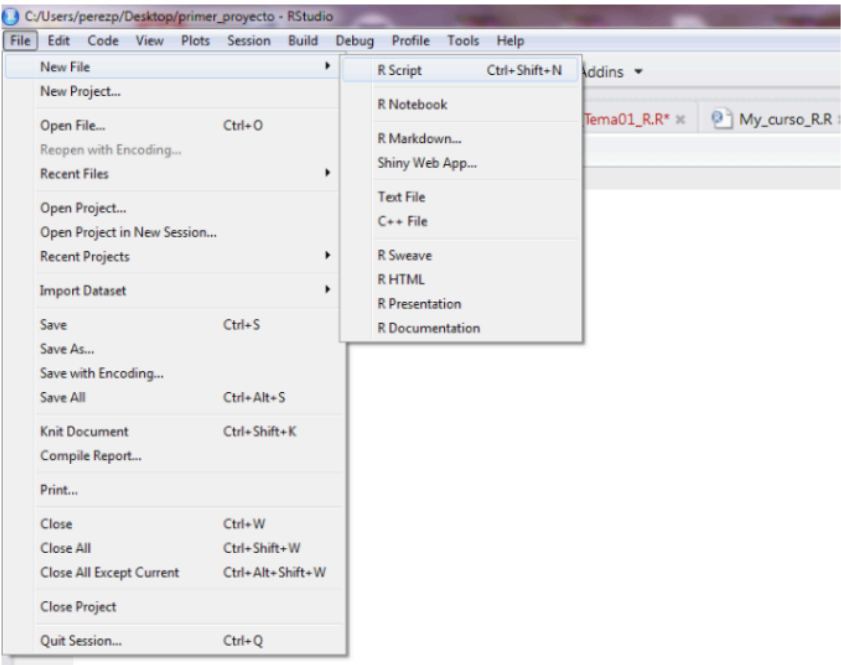 C:/Users/perezp/Desktop/primer_proyecto - RStudio
File Edit Code View Plots Session Build Debug Profile Tools Help
New File
New Project...
Open File... Ctrl+O
Reopen with Encoding...
Recent Files
Open Project...
Open Project in New Session...
Recent Projects
Import Dataset
Save Ctrl+S
Save As...
Save with Encoding...
Save All Ctrl+Alt+S
Knit Document Ctrl+Shift+K
Compile Report...
Print...
Close Ctrl+W
Close All Ctrl+Shift+W
Close All Except Current Ctrl+Alt+Shift+W
Close Project
Quit Session... Ctrl+Q
R Script Ctrl+Shift+N
R Notebook
R Markdown...
Shiny Web App...
Text File
C++ File
R Sweave
R HTML
R Presentation
R Documentation
Addins
_Tema01_R.R* My_curso_R.R